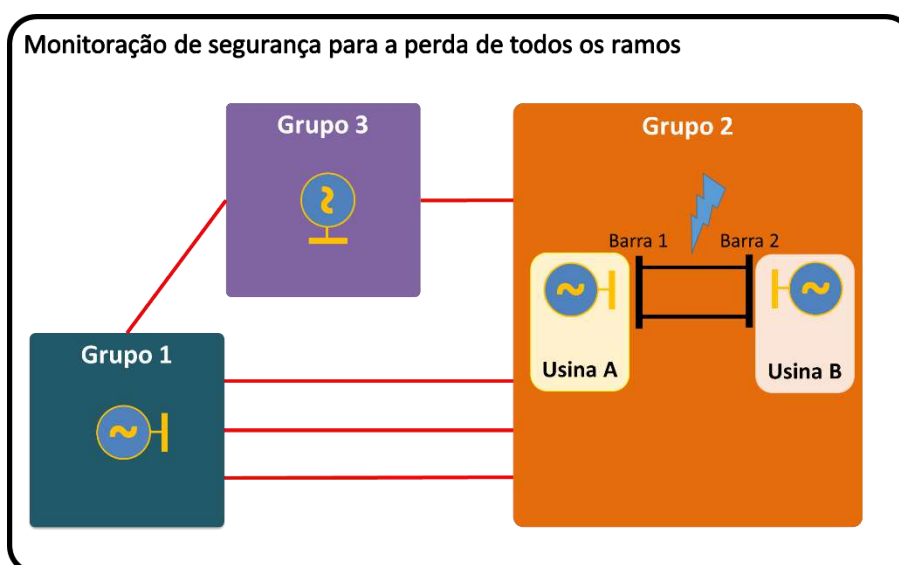 Monitoração de segurança para a perda de todos os ramos
Grupo 3
Grupo 2
Barra 1
Barra 2
Usina A
Usina B
Grupo 1